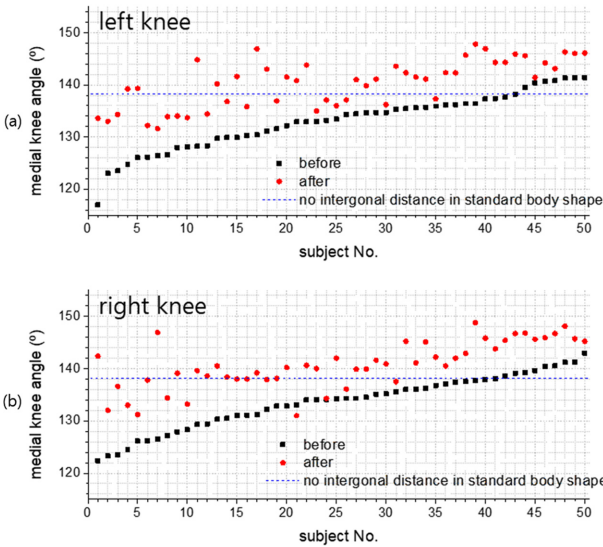 left knee
(a)
medial knee angle (º)
150
140
130
120
before
after
no intergonal distance in standard body shape
0 5 10 15 20 25 30 35 40 45 50
subject No.
right knee
(b)
medial knee angle (º)
150
140
130
120
before
after
no intergonal distance in standard body shape
0 5 10 15 20 25 30 35 40 45 50
subject No.